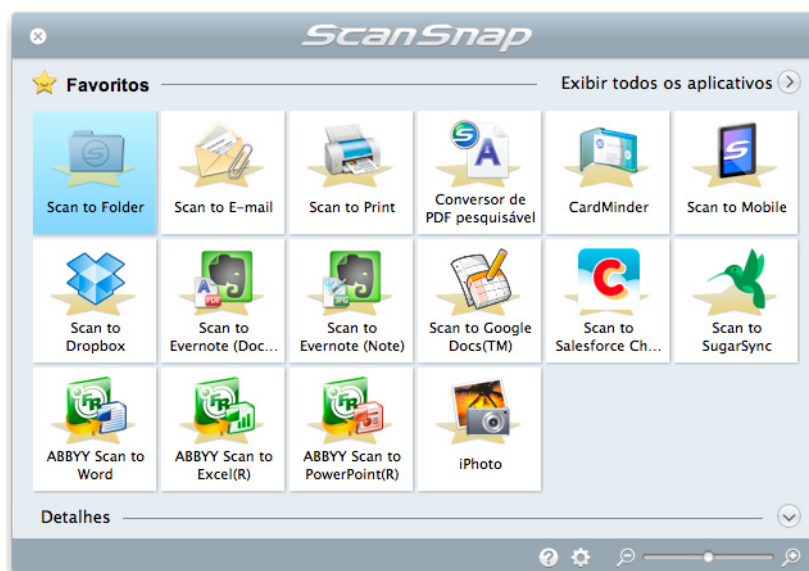 ScanSnap
Favoritos
Exibir todos os aplicativos
Scan to Folder
Scan to E-mail
Scan to Print
Conversor de
PDF pesquisável
CardMinder
Scan to Mobile
Scan to
Dropbox
Scan to
Evernote (Doc...
Scan to
Evernote (Note)
Scan to Google
Docs(TM)
Scan to
Salesforce Ch...
Scan to
SugarSync
ABBYY Scan to
Word
ABBYY Scan to
Excel(R)
ABBYY Scan to
PowerPoint(R)
iPhoto
Detalhes